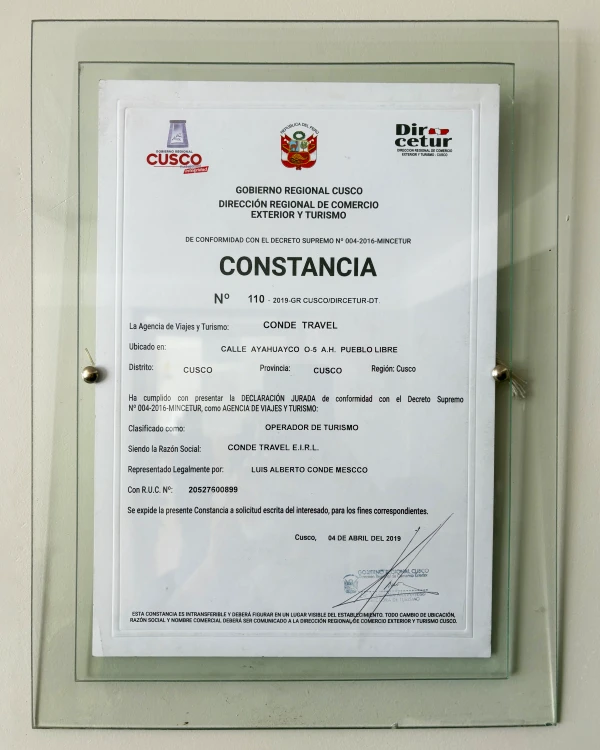 GOBIERNO REGIONAL
CUSCO
REPÚBLICA DEL PERÚ
Dir
cetur
DIRECCIÓN REGIONAL DE COMERCIO
EXTERIOR Y TURISMO - CUSCO
GOBIERNO REGIONAL CUSCO
DIRECCIÓN REGIONAL DE COMERCIO
EXTERIOR Y TURISMO
DE CONFORMIDAD CON EL DECRETO SUPREMO Nº 004-2016-MINCETUR
CONSTANCIA
Nº 110 - 2019-GR CUSCO/DIRCETUR-DT.
La Agencia de Viajes y Turismo: CONDE TRAVEL
Ubicado en: CALLE AYAHUAYCO O-5 A.H. PUEBLO LIBRE
Distrito: CUSCO Provincia: CUSCO Región: Cusco
Ha cumplido con presentar la DECLARACIÓN JURADA de conformidad con el Decreto Supremo
Nº 004-2016-MINCETUR, como AGENCIA DE VIAJES Y TURISMO:
Clasificado como: OPERADOR DE TURISMO
Siendo la Razón Social: CONDE TRAVEL E.I.R.L.
Representado Legalmente por: LUIS ALBERTO CONDE MESCCO
Con R.U.C. Nº: 20527600899
Se expide la presente Constancia a solicitud escrita del interesado, para los fines correspondientes.
Cusco, 04 DE ABRIL DEL 2019
GOBIERNO REGIONAL CUSCO
ESTA CONSTANCIA ES INTRANSFERIBLE Y DEBERÁ FIGURAR EN UN LUGAR VISIBLE DEL ESTABLECIMIENTO. TODO CAMBIO DE UBICACIÓN,
RAZÓN SOCIAL Y NOMBRE COMERCIAL DEBERÁ SER COMUNICADO A LA DIRECCIÓN REGIONAL DE COMERCIO EXTERIOR Y TURISMO CUSCO.